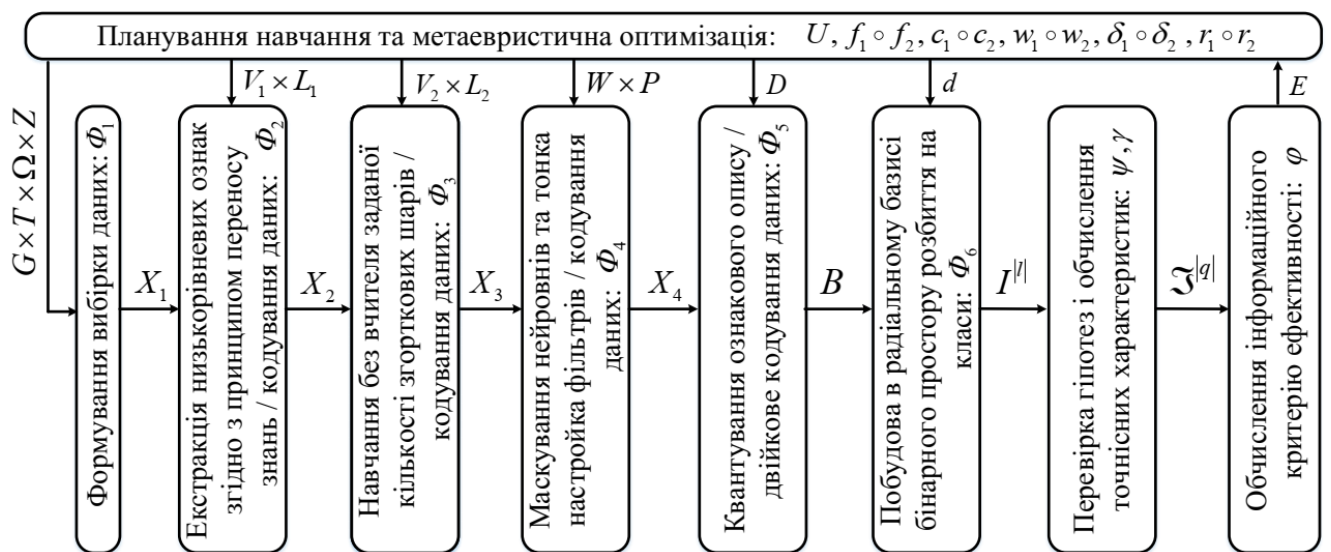 Планування навчання та метаевристична оптимізація: U, f₁∘f₂, c₁∘c₂, w₁∘w₂, δ₁∘δ₂, r₁∘r₂
G×T×Ω×Z
V₁×L₁
V₂×L₂
W×P
D
d
E
Формування вибірки даних: Φ₁
X₁
Екстракція низькорівневих ознак
згідно з принципом переносу
знань / кодування даних: Φ₂
X₂
Навчання без вчителя заданої
кількості згорткових шарів /
кодування даних: Φ₃
X₃
Маскування нейровнів та тонка
настройка фільтрів / кодування
даних: Φ₄
X₄
Квантування ознакового опису /
двійкове кодування даних: Φ₅
B
Побудова в радіальному базисі
бінарного простору розбиття на
класи: Φ₆
I^|l|
Перевірка гіпотез і обчислення
точнісних характеристик: ψ, γ
ℑ^|q|
Обчислення інформаційного
критерію ефективності: φ